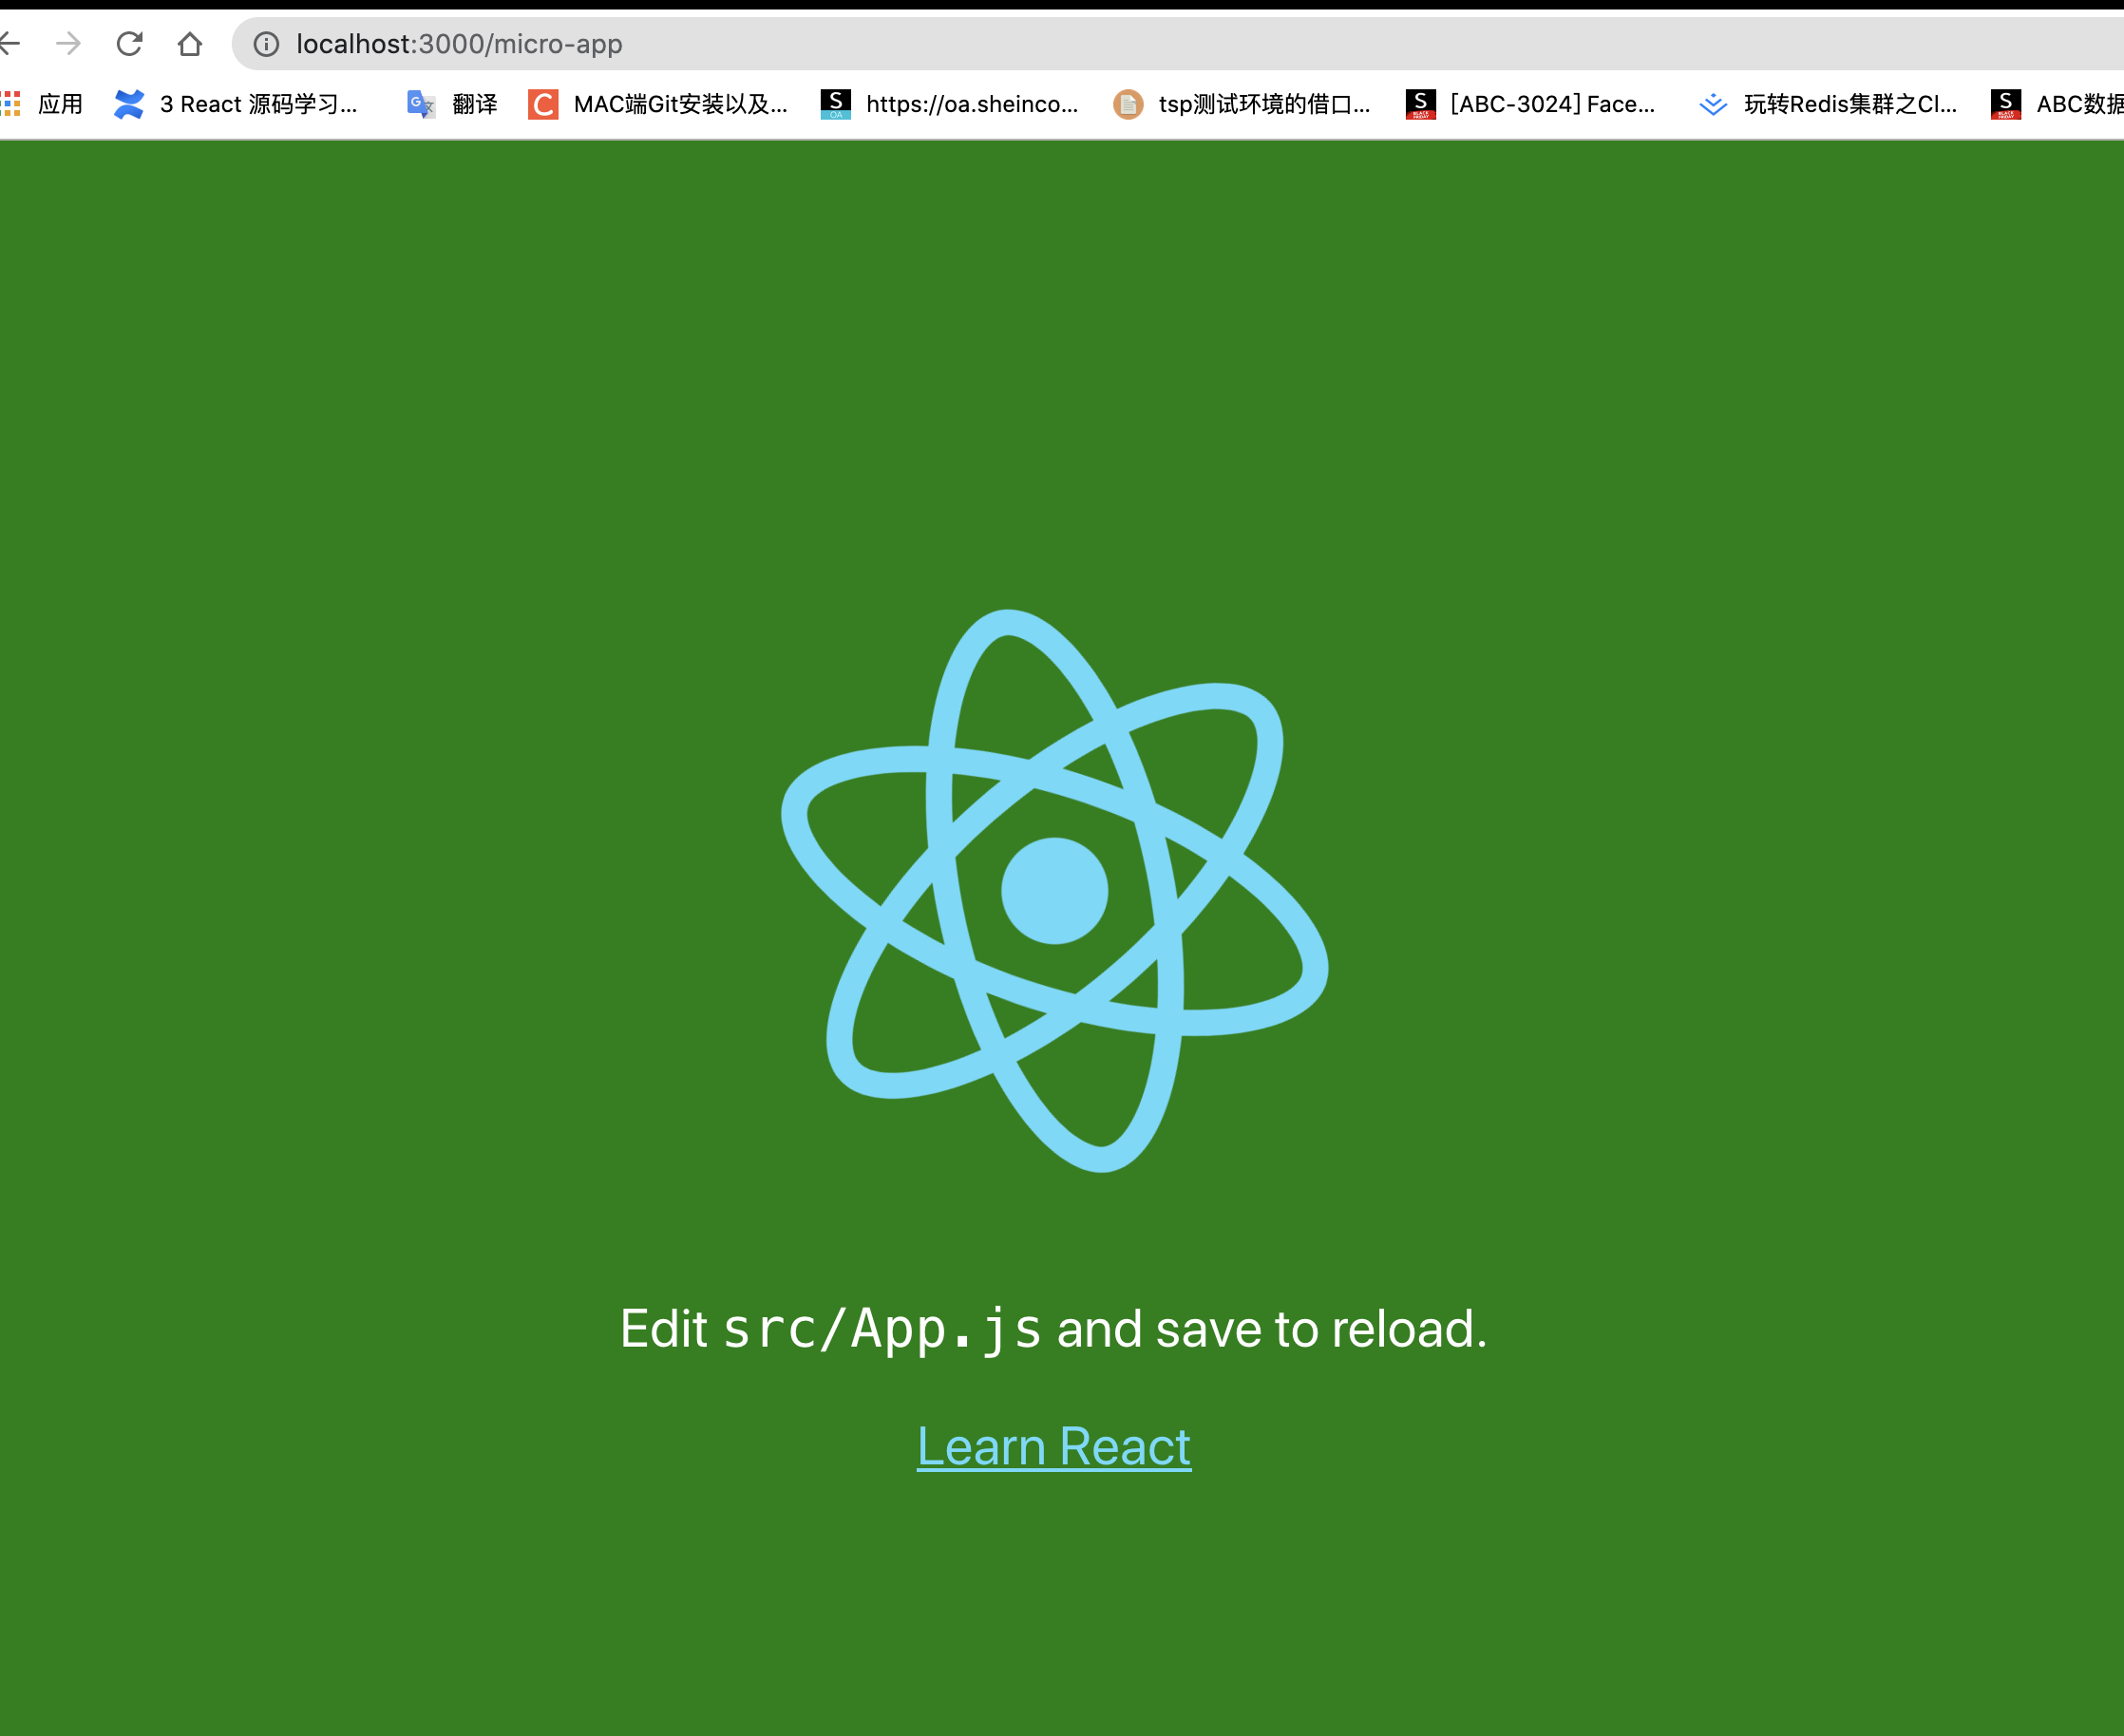 localhost:3000/micro-app
应用 3 React 源码学习... 翻译 MAC端Git安装以及... https://oa.sheinco... tsp测试环境的借口... [ABC-3024] Face... 玩转Redis集群之Cl... ABC数据
Edit src/App.js and save to reload.
Learn React